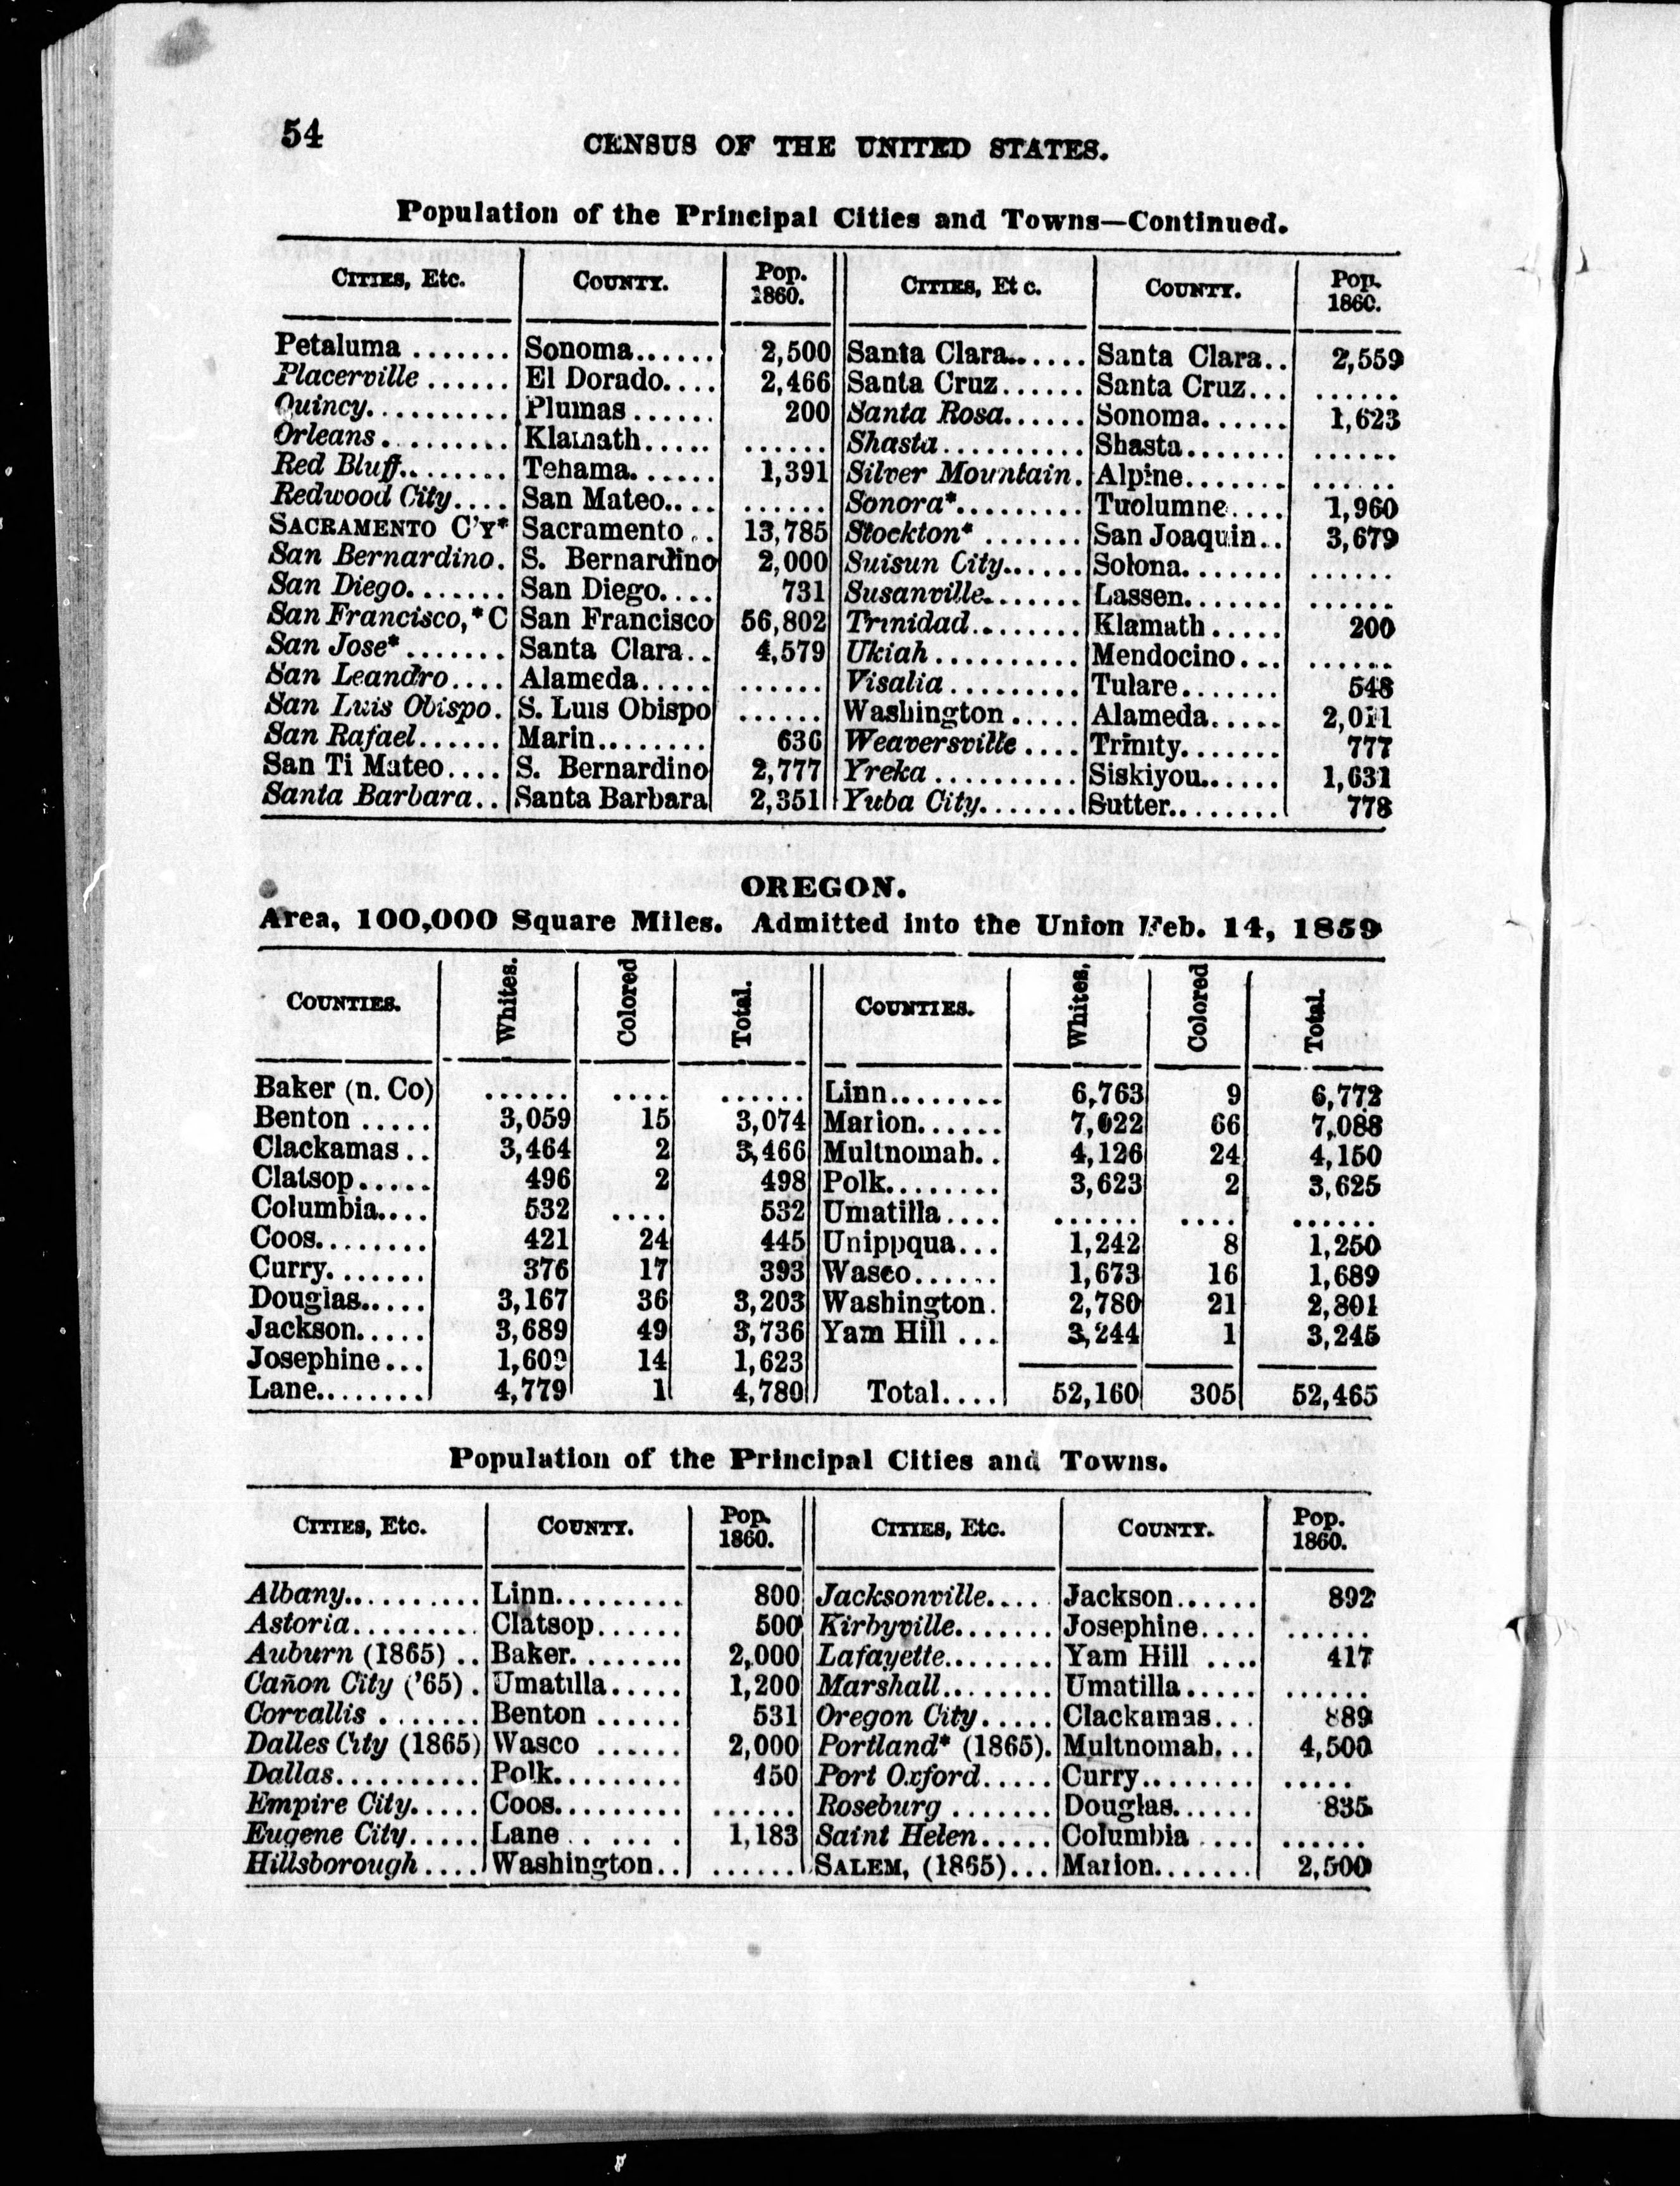 54
CENSUS OF THE UNITED STATES.
Population of the Principal Cities and Towns—Continued.
CITIES, Etc. COUNTY. Pop. 1860. CITIES, Etc. COUNTY. Pop. 1860.
Petaluma ....... Sonoma...... 2,500 Santa Clara...... Santa Clara.. 2,559
Placerville ...... El Dorado.... 2,466 Santa Cruz...... Santa Cruz... ......
Quincy.......... Plumas ...... 200 Santa Rosa...... Sonoma...... 1,623
Orleans......... Klamath..... ...... Shasta.......... Shasta....... ......
Red Bluff........ Tehama...... 1,391 Silver Mountain. Alpine....... ......
Redwood City.... San Mateo.... ...... Sonora*......... Tuolumne.... 1,960
SACRAMENTO C'Y* Sacramento .. 13,785 Stockton* ....... San Joaquin.. 3,679
San Bernardino. S. Bernardino 2,000 Suisun City...... Solona....... ......
San Diego....... San Diego.... 731 Susanville....... Lassen....... ......
San Francisco,* C San Francisco 56,802 Trinidad........ Klamath ..... 200
San Jose* ....... Santa Clara.. 4,579 Ukiah .......... Mendocino... ......
San Leandro.... Alameda..... ...... Visalia.......... Tulare....... 548
San Luis Obispo. S. Luis Obispo ...... Washington ..... Alameda..... 2,011
San Rafael...... Marin........ 636 Weaversville .... Trinity....... 777
San Ti Mateo.... S. Bernardino 2,777 Yreka .......... Siskiyou...... 1,631
Santa Barbara.. Santa Barbara 2,351 Yuba City....... Sutter........ 778
OREGON.
Area, 100,000 Square Miles. Admitted into the Union Feb. 14, 1859
COUNTIES. Whites. Colored Total. COUNTIES. Whites, Colored Total.
Baker (n. Co) ...... .... ...... Linn........ 6,763 9 6,772
Benton ..... 3,059 15 3,074 Marion...... 7,022 66 7,088
Clackamas.. 3,464 2 3,466 Multnomah.. 4,126 24 4,150
Clatsop..... 496 2 498 Polk........ 3,623 2 3,625
Columbia.... 532 .... 532 Umatilla.... ...... .... ......
Coos........ 421 24 445 Unippqua... 1,242 8 1,250
Curry....... 376 17 393 Wasco...... 1,673 16 1,689
Douglas..... 3,167 36 3,203 Washington. 2,780 21 2,801
Jackson..... 3,689 49 3,736 Yam Hill ... 3,244 1 3,245
Josephine... 1,609 14 1,623
Lane........ 4,779 1 4,780 Total.... 52,160 305 52,465
Population of the Principal Cities and Towns.
CITIES, Etc. COUNTY. Pop. 1860. CITIES, Etc. COUNTY. Pop. 1860.
Albany.......... Linn......... 800 Jacksonville.... Jackson...... 892
Astoria......... Clatsop...... 500 Kirbyville....... Josephine.... ......
Auburn (1865) .. Baker........ 2,000 Lafayette........ Yam Hill .... 417
Cañon City ('65) . Umatilla..... 1,200 Marshall........ Umatilla..... ......
Corvallis ....... Benton ...... 531 Oregon City..... Clackamas... 889
Dalles City (1865) Wasco ...... 2,000 Portland* (1865). Multnomah... 4,500
Dallas........... Polk......... 450 Port Oxford..... Curry........ .....
Empire City..... Coos......... ...... Roseburg ....... Douglas...... 835
Eugene City..... Lane . . .... . 1,183 Saint Helen..... Columbia .... ......
Hillsborough .... Washington.. ...... SALEM, (1865)... Marion....... 2,500